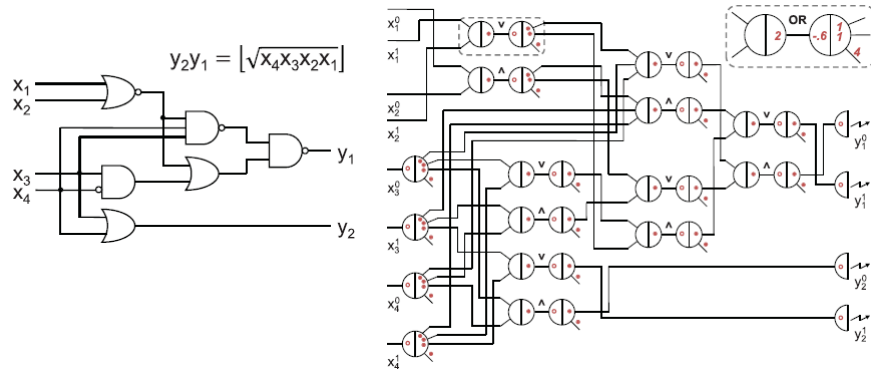 y₂y₁ = ⌊√x₄x₃x₂x₁⌋
x₁
x₂
x₃
x₄
y₁
y₂
x₁⁰
x₁¹
x₂⁰
x₂¹
x₃⁰
x₃¹
x₄⁰
x₄¹
v
ʌ
v
ʌ
v
ʌ
v
ʌ
v
ʌ
v
ʌ
v
ʌ
y₁⁰
y₁¹
y₂⁰
y₂¹
OR
2
-.6
1
1
4